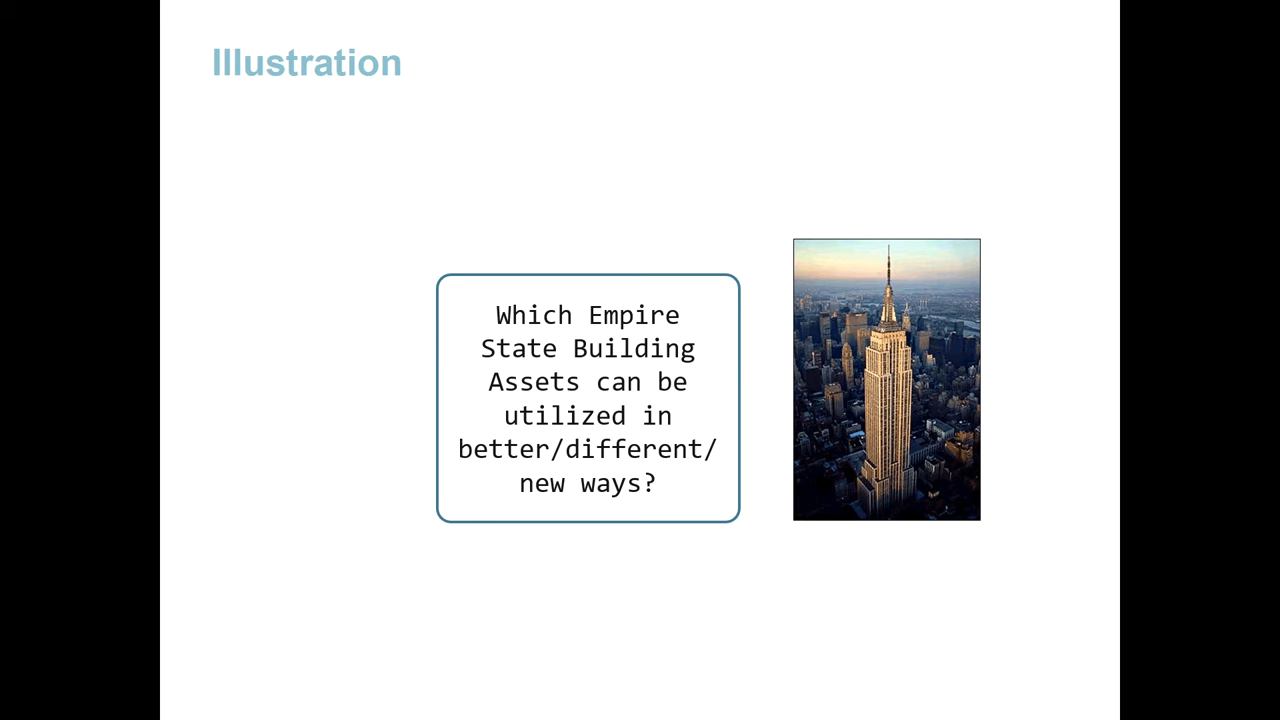 Illustration
Which Empire
State Building
Assets can be
utilized in
better/different/
new ways?